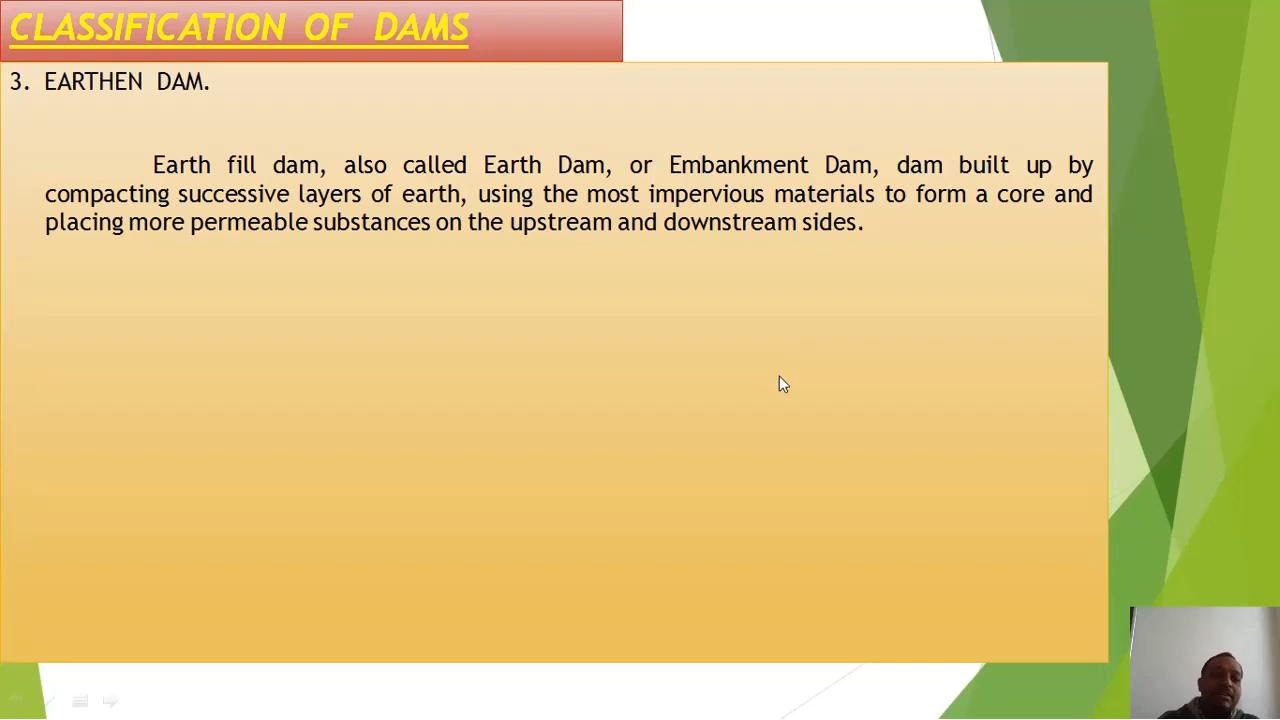 CLASSIFICATION OF DAMS
3. EARTHEN DAM.
Earth fill dam, also called Earth Dam, or Embankment Dam, dam built up by
compacting successive layers of earth, using the most impervious materials to form a core and
placing more permeable substances on the upstream and downstream sides.